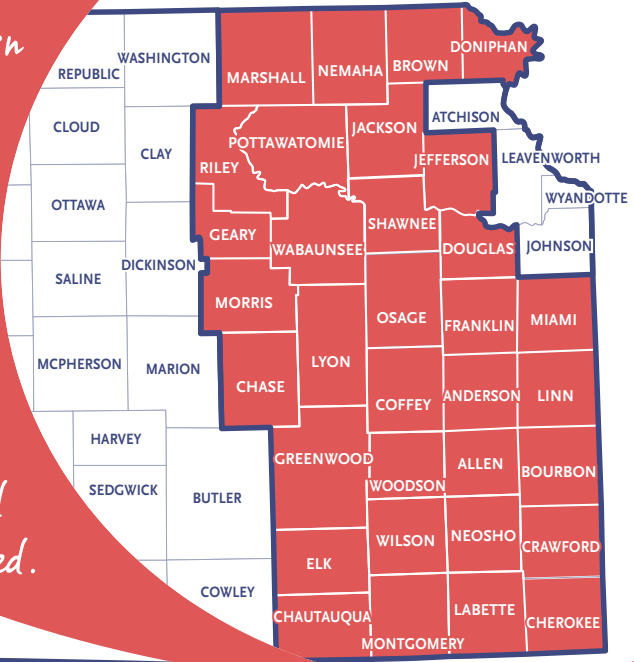 n
WASHINGTON
REPUBLIC
MARSHALL
NEMAHA
BROWN
DONIPHAN
ATCHISON
CLOUD
CLAY
POTTAWATOMIE
JACKSON
RILEY
JEFFERSON
LEAVENWORTH
WYANDOTTE
OTTAWA
GEARY
WABAUNSEE
SHAWNEE
DOUGLAS
JOHNSON
SALINE
DICKINSON
MORRIS
OSAGE
FRANKLIN
MIAMI
MCPHERSON
MARION
CHASE
LYON
COFFEY
ANDERSON
LINN
HARVEY
GREENWOOD
ALLEN
BOURBON
SEDGWICK
BUTLER
WOODSON
WILSON
NEOSHO
CRAWFORD
ed.
ELK
COWLEY
CHAUTAUQUA
LABETTE
CHEROKEE
MONTGOMERY